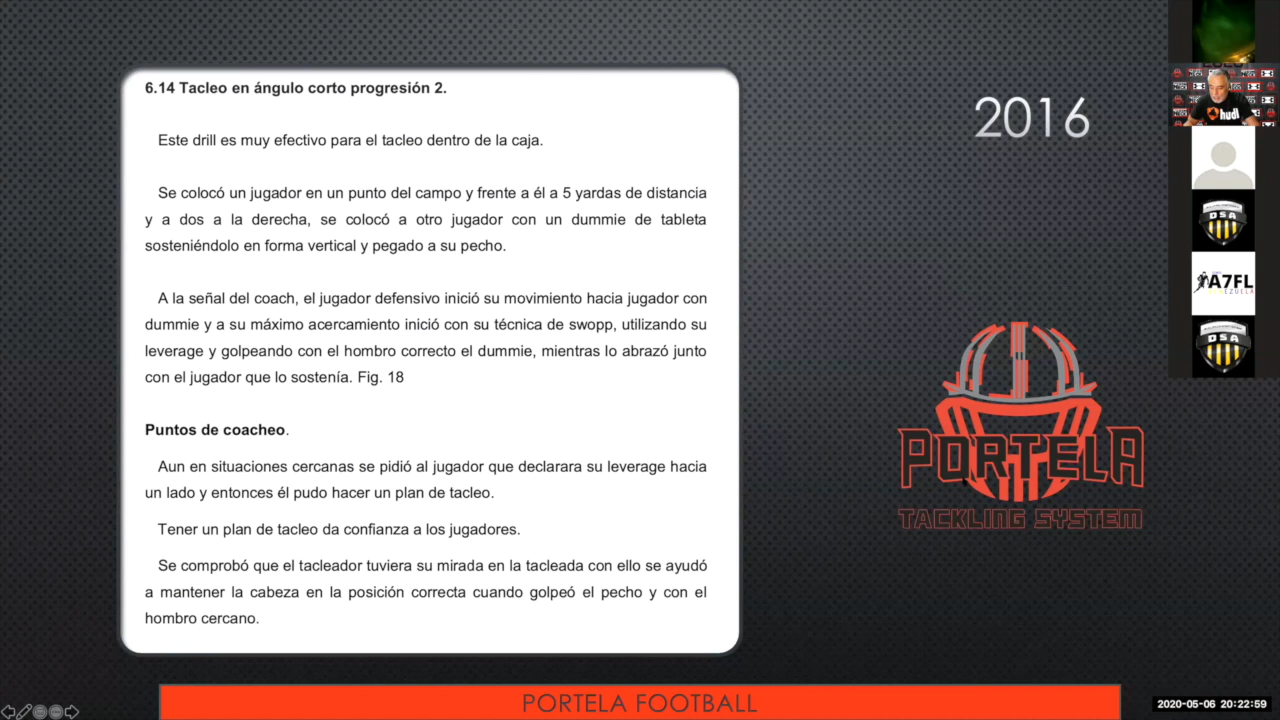 6.14 Tacleo en ángulo corto progresión 2.
Este drill es muy efectivo para el tacleo dentro de la caja.
Se colocó un jugador en un punto del campo y frente a él a 5 yardas de distancia
y a dos a la derecha, se colocó a otro jugador con un dummie de tableta
sosteniéndolo en forma vertical y pegado a su pecho.
A la señal del coach, el jugador defensivo inició su movimiento hacia jugador con
dummie y a su máximo acercamiento inició con su técnica de swopp, utilizando su
leverage y golpeando con el hombro correcto el dummie, mientras lo abrazó junto
con el jugador que lo sostenía. Fig. 18
Puntos de coacheo.
Aun en situaciones cercanas se pidió al jugador que declarara su leverage hacia
un lado y entonces él pudo hacer un plan de tacleo.
Tener un plan de tacleo da confianza a los jugadores.
Se comprobó que el tacleador tuviera su mirada en la tacleada con ello se ayudó
a mantener la cabeza en la posición correcta cuando golpeó el pecho y con el
hombro cercano.
2016
PORTELA
TACKLING SYSTEM
PORTELA FOOTBALL
hudl
DSA
A7FL
DSA
2020-05-06 20:22:59